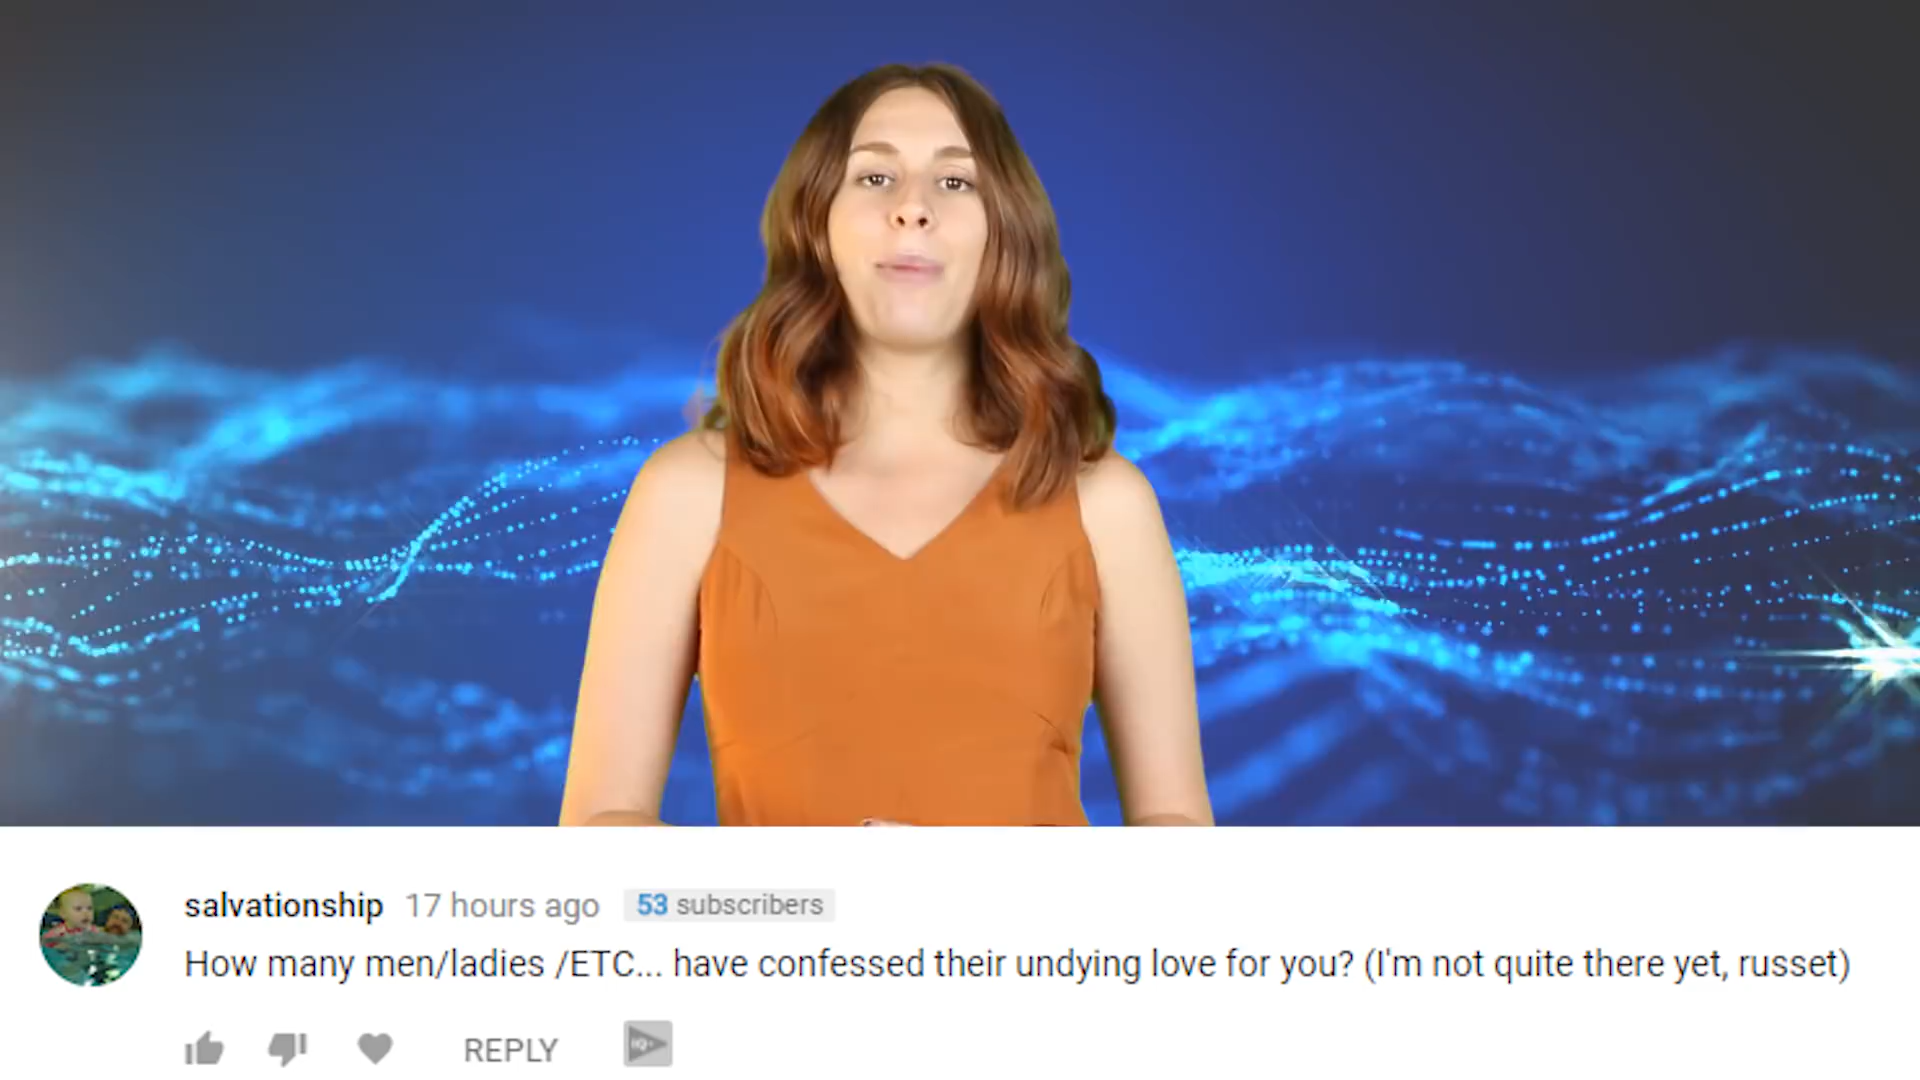 salvationship 17 hours ago 53 subscribers
How many men/ladies /ETC... have confessed their undying love for you? (I'm not quite there yet, russet)
REPLY
IQ+